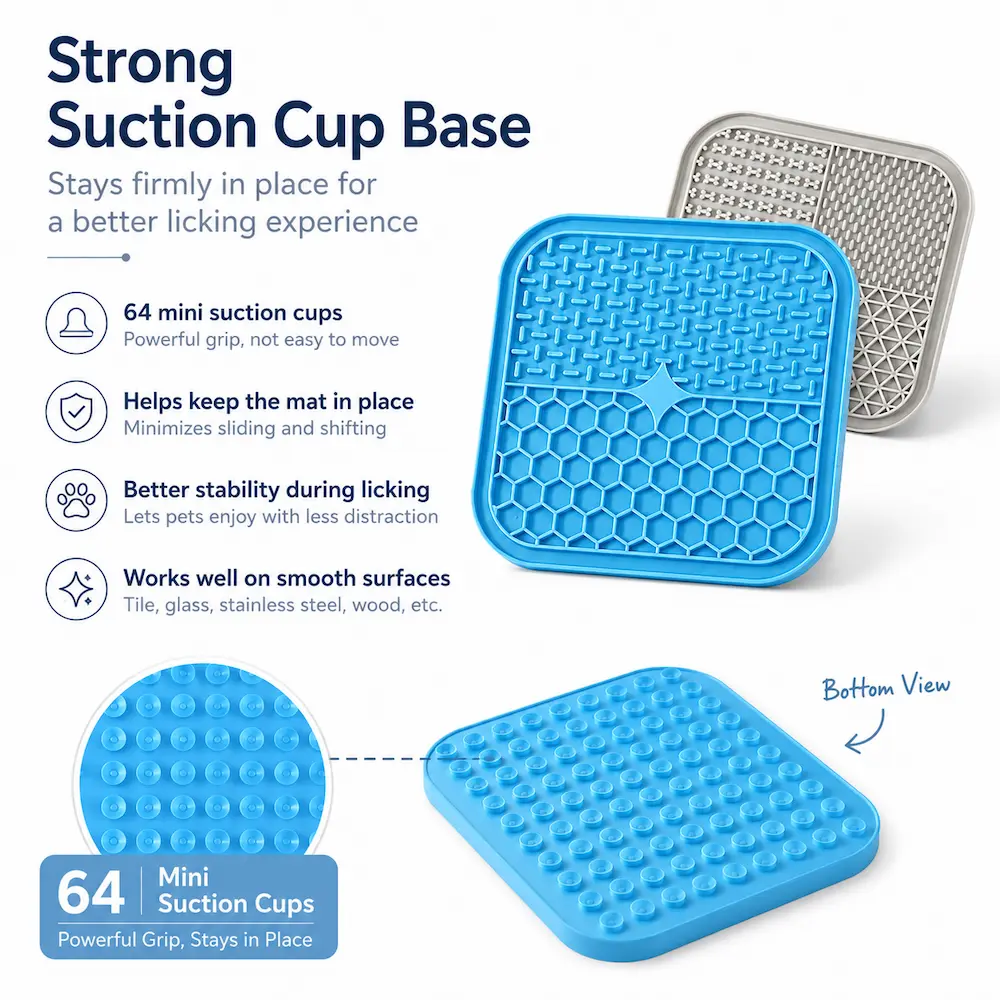 Strong
Suction Cup Base
Stays firmly in place for
a better licking experience
64 mini suction cups
Powerful grip, not easy to move
Helps keep the mat in place
Minimizes sliding and shifting
Better stability during licking
Lets pets enjoy with less distraction
Works well on smooth surfaces
Tile, glass, stainless steel, wood, etc.
Bottom View
64
Mini
Suction Cups
Powerful Grip, Stays in Place